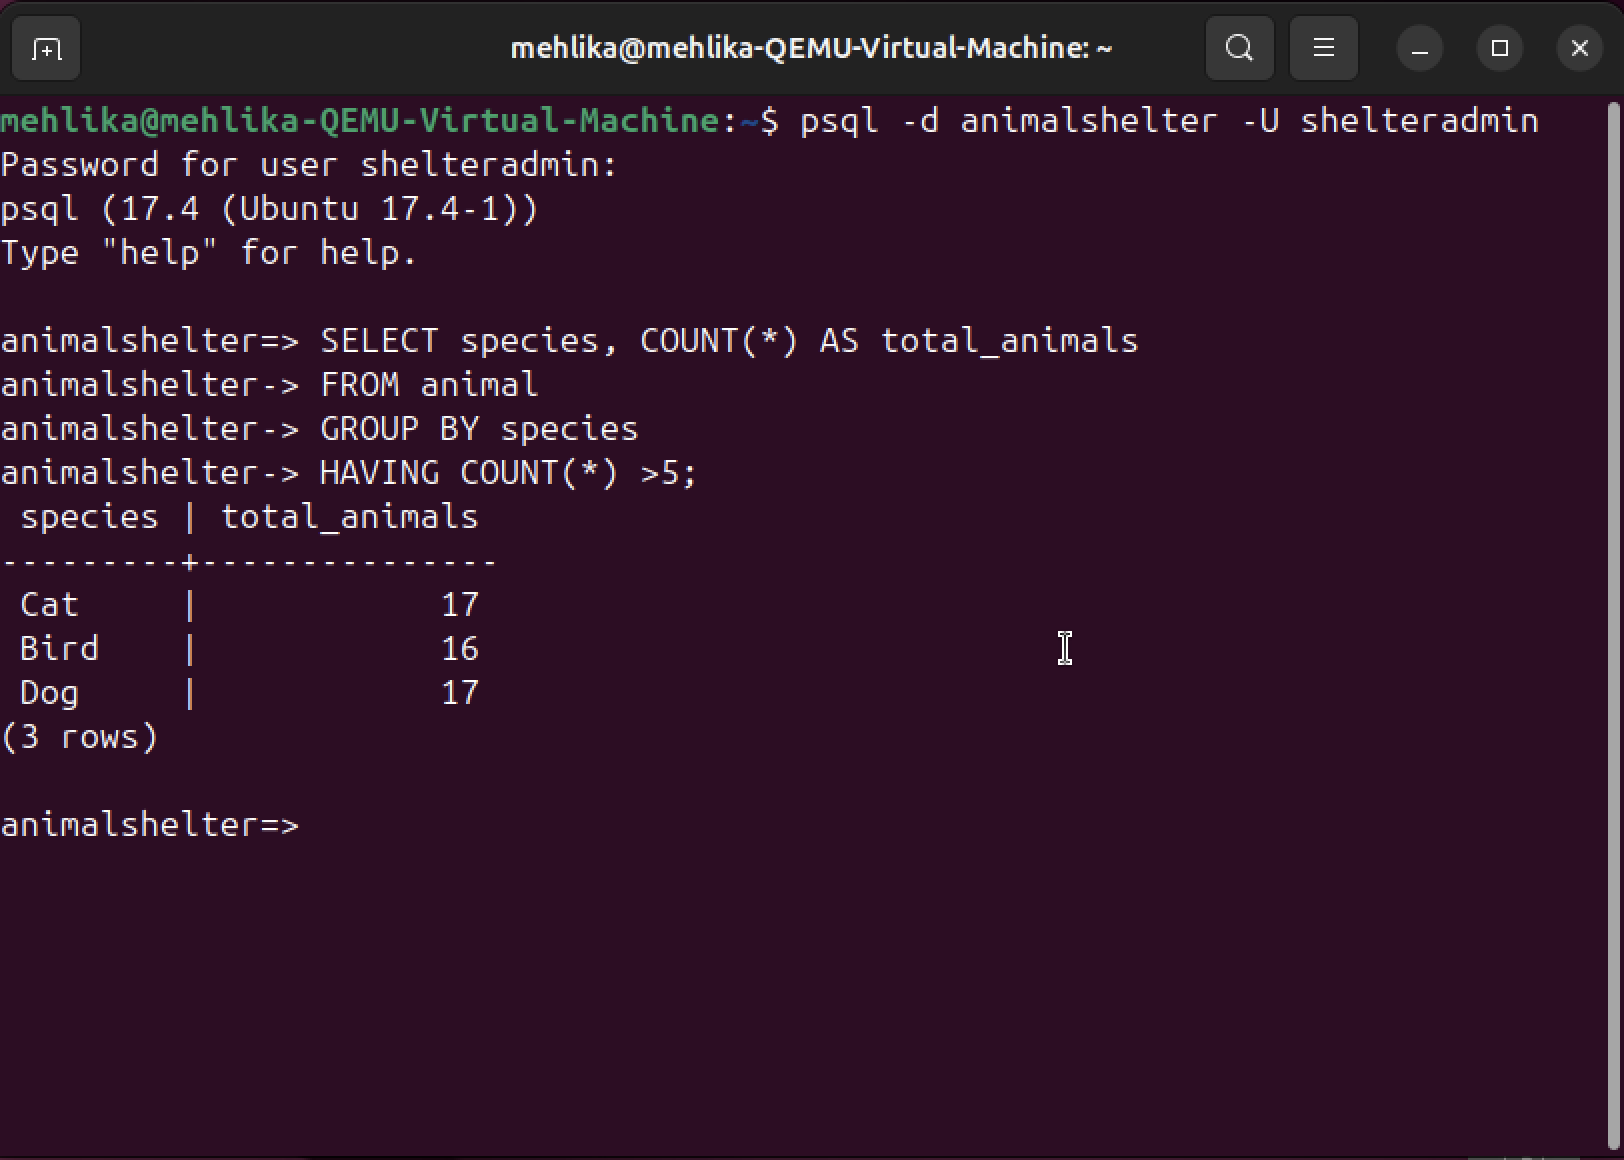 mehlika@mehlika-QEMU-Virtual-Machine: ~
mehlika@mehlika-QEMU-Virtual-Machine:~$ psql -d animalshelter -U shelteradmin
Password for user shelteradmin:
psql (17.4 (Ubuntu 17.4-1))
Type "help" for help.
animalshelter=> SELECT species, COUNT(*) AS total_animals
animalshelter-> FROM animal
animalshelter-> GROUP BY species
animalshelter-> HAVING COUNT(*) >5;
 species | total_animals
---------+---------------
 Cat     |            17
 Bird    |            16
 Dog     |            17
(3 rows)
animalshelter=>